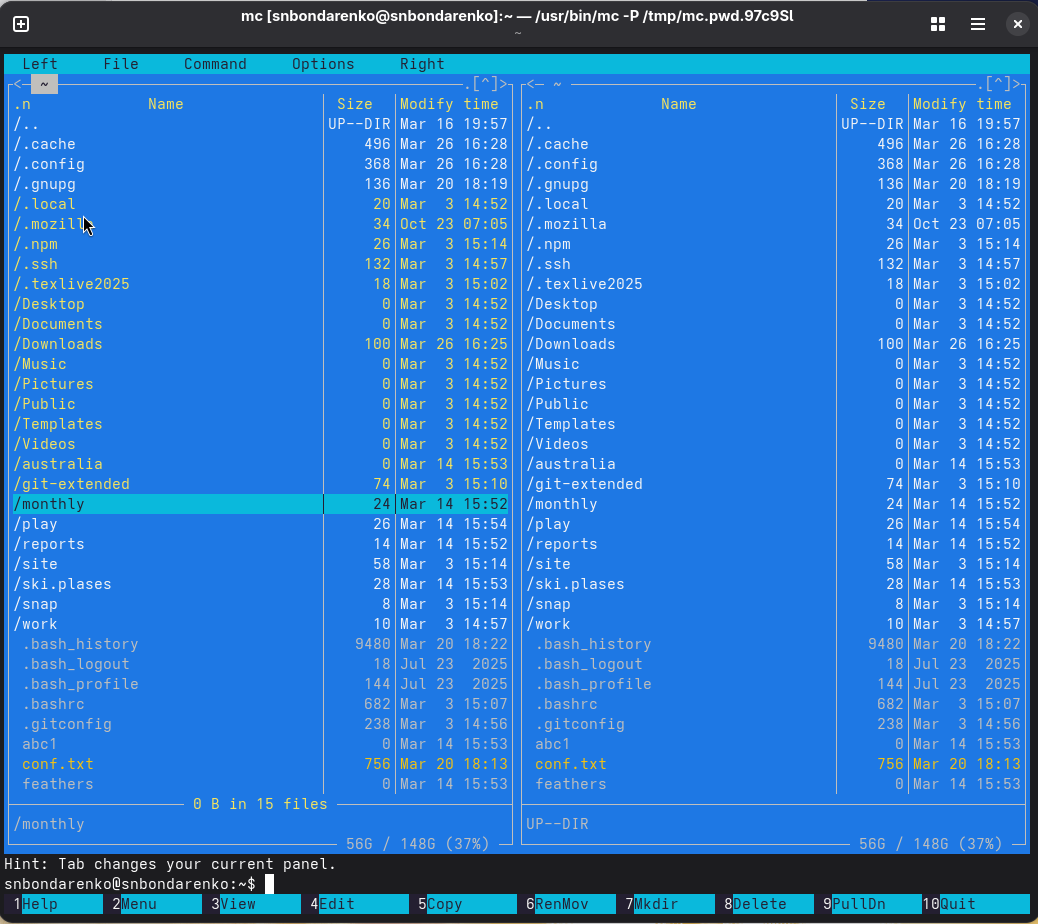 mc [snbondarenko@snbondarenko]:~ — /usr/bin/mc -P /tmp/mc.pwd.97c9Sl
~
Left File Command Options Right
<─ ~ .[^]> <─ ~ .[^]>
.n Name Size Modify time .n Name Size Modify time
/.. UP--DIR Mar 16 19:57 /.. UP--DIR Mar 16 19:57
/.cache 496 Mar 26 16:28 /.cache 496 Mar 26 16:28
/.config 368 Mar 26 16:28 /.config 368 Mar 26 16:28
/.gnupg 136 Mar 20 18:19 /.gnupg 136 Mar 20 18:19
/.local 20 Mar 3 14:52 /.local 20 Mar 3 14:52
/.mozilla 34 Oct 23 07:05 /.mozilla 34 Oct 23 07:05
/.npm 26 Mar 3 15:14 /.npm 26 Mar 3 15:14
/.ssh 132 Mar 3 14:57 /.ssh 132 Mar 3 14:57
/.texlive2025 18 Mar 3 15:02 /.texlive2025 18 Mar 3 15:02
/Desktop 0 Mar 3 14:52 /Desktop 0 Mar 3 14:52
/Documents 0 Mar 3 14:52 /Documents 0 Mar 3 14:52
/Downloads 100 Mar 26 16:25 /Downloads 100 Mar 26 16:25
/Music 0 Mar 3 14:52 /Music 0 Mar 3 14:52
/Pictures 0 Mar 3 14:52 /Pictures 0 Mar 3 14:52
/Public 0 Mar 3 14:52 /Public 0 Mar 3 14:52
/Templates 0 Mar 3 14:52 /Templates 0 Mar 3 14:52
/Videos 0 Mar 3 14:52 /Videos 0 Mar 3 14:52
/australia 0 Mar 14 15:53 /australia 0 Mar 14 15:53
/git-extended 74 Mar 3 15:10 /git-extended 74 Mar 3 15:10
/monthly 24 Mar 14 15:52 /monthly 24 Mar 14 15:52
/play 26 Mar 14 15:54 /play 26 Mar 14 15:54
/reports 14 Mar 14 15:52 /reports 14 Mar 14 15:52
/site 58 Mar 3 15:14 /site 58 Mar 3 15:14
/ski.plases 28 Mar 14 15:53 /ski.plases 28 Mar 14 15:53
/snap 8 Mar 3 15:14 /snap 8 Mar 3 15:14
/work 10 Mar 3 14:57 /work 10 Mar 3 14:57
.bash_history 9480 Mar 20 18:22 .bash_history 9480 Mar 20 18:22
.bash_logout 18 Jul 23 2025 .bash_logout 18 Jul 23 2025
.bash_profile 144 Jul 23 2025 .bash_profile 144 Jul 23 2025
.bashrc 682 Mar 3 15:07 .bashrc 682 Mar 3 15:07
.gitconfig 238 Mar 3 14:56 .gitconfig 238 Mar 3 14:56
abc1 0 Mar 14 15:53 abc1 0 Mar 14 15:53
conf.txt 756 Mar 20 18:13 conf.txt 756 Mar 20 18:13
feathers 0 Mar 14 15:53 feathers 0 Mar 14 15:53
0 B in 15 files
/monthly UP--DIR
56G / 148G (37%) 56G / 148G (37%)
Hint: Tab changes your current panel.
snbondarenko@snbondarenko:~$
1Help 2Menu 3View 4Edit 5Copy 6RenMov 7Mkdir 8Delete 9PullDn 10Quit